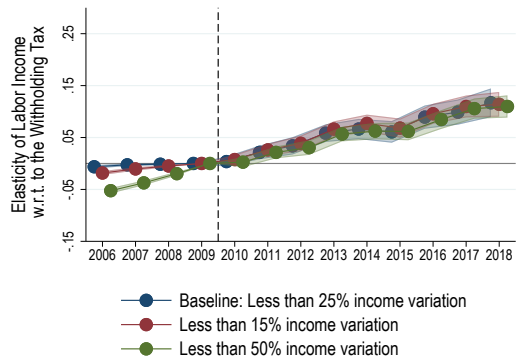 Elasticity of Labor Income
w.r.t. to the Withholding Tax
.25
.15
.05
-.05
-.15
2006 2007 2008 2009 2010 2011 2012 2013 2014 2015 2016 2017 2018
Baseline: Less than 25% income variation
Less than 15% income variation
Less than 50% income variation